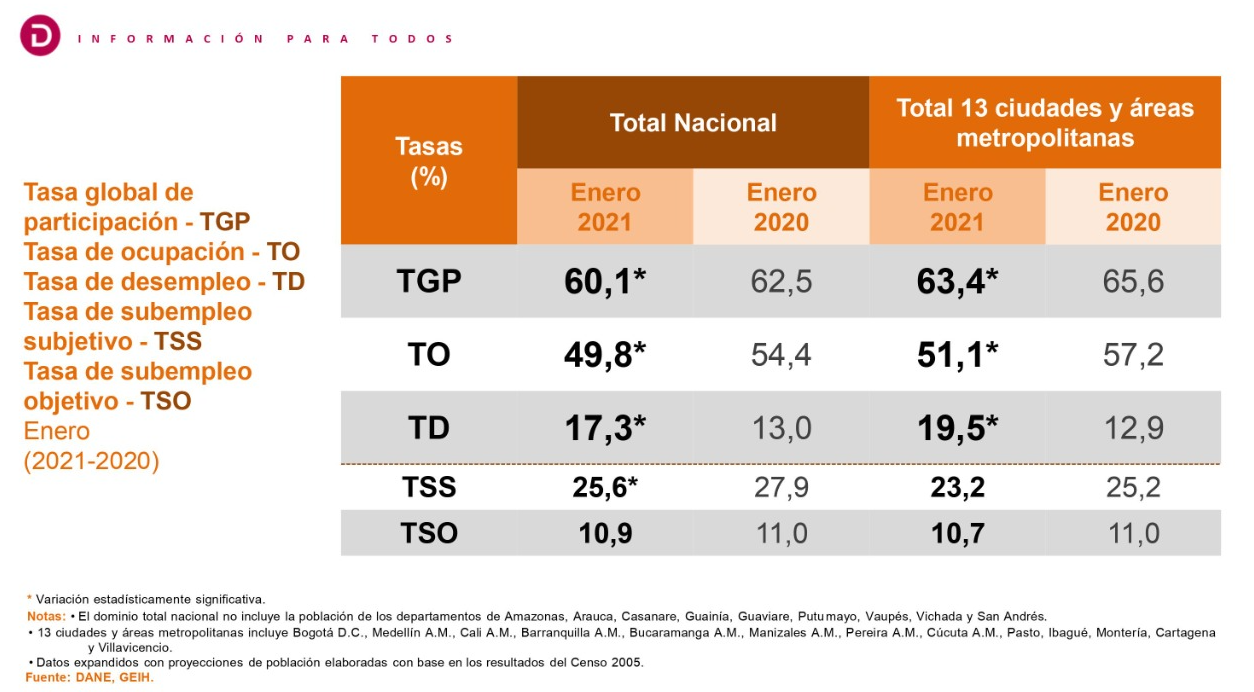 D
INFORMACIÓN PARA TODOS
Tasa global de
participación - TGP
Tasa de ocupación - TO
Tasa de desempleo - TD
Tasa de subempleo
subjetivo - TSS
Tasa de subempleo
objetivo - TSO
Enero
(2021-2020)
Tasas
(%)
Total Nacional
Total 13 ciudades y áreas
metropolitanas
Enero
2021
Enero
2020
Enero
2021
Enero
2020
TGP 60,1* 62,5 63,4* 65,6
TO 49,8* 54,4 51,1* 57,2
TD 17,3* 13,0 19,5* 12,9
TSS 25,6* 27,9 23,2 25,2
TSO 10,9 11,0 10,7 11,0
* Variación estadísticamente significativa.
Notas: • El dominio total nacional no incluye la población de los departamentos de Amazonas, Arauca, Casanare, Guainía, Guaviare, Putumayo, Vaupés, Vichada y San Andrés.
• 13 ciudades y áreas metropolitanas incluye Bogotá D.C., Medellín A.M., Cali A.M., Barranquilla A.M., Bucaramanga A.M., Manizales A.M., Pereira A.M., Cúcuta A.M., Pasto, Ibagué, Montería, Cartagena
y Villavicencio.
• Datos expandidos con proyecciones de población elaboradas con base en los resultados del Censo 2005.
Fuente: DANE, GEIH.